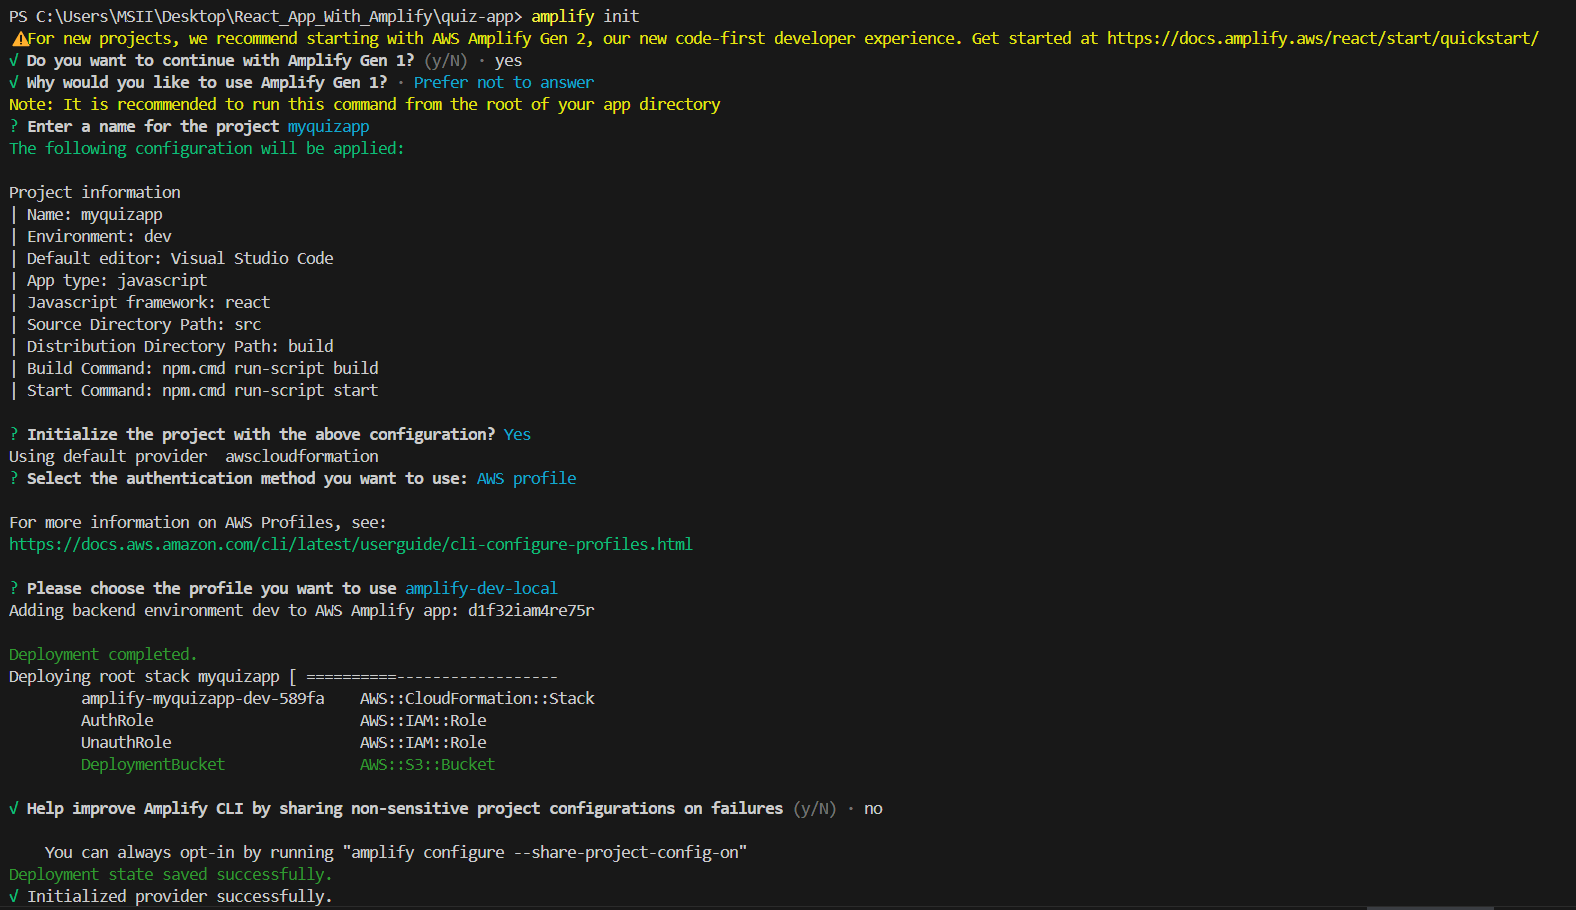 PS C:\Users\MSII\Desktop\React_App_With_Amplify\quiz-app> amplify init
⚠️For new projects, we recommend starting with AWS Amplify Gen 2, our new code-first developer experience. Get started at https://docs.amplify.aws/react/start/quickstart/
√ Do you want to continue with Amplify Gen 1? (y/N) · yes
√ Why would you like to use Amplify Gen 1? · Prefer not to answer
Note: It is recommended to run this command from the root of your app directory
? Enter a name for the project myquizapp
The following configuration will be applied:
Project information
| Name: myquizapp
| Environment: dev
| Default editor: Visual Studio Code
| App type: javascript
| Javascript framework: react
| Source Directory Path: src
| Distribution Directory Path: build
| Build Command: npm.cmd run-script build
| Start Command: npm.cmd run-script start
? Initialize the project with the above configuration? Yes
Using default provider  awscloudformation
? Select the authentication method you want to use: AWS profile
For more information on AWS Profiles, see:
https://docs.aws.amazon.com/cli/latest/userguide/cli-configure-profiles.html
? Please choose the profile you want to use amplify-dev-local
Adding backend environment dev to AWS Amplify app: d1f32iam4re75r
Deployment completed.
Deploying root stack myquizapp [ ==========------------------
amplify-myquizapp-dev-589fa    AWS::CloudFormation::Stack
AuthRole                       AWS::IAM::Role
UnauthRole                     AWS::IAM::Role
DeploymentBucket               AWS::S3::Bucket
√ Help improve Amplify CLI by sharing non-sensitive project configurations on failures (y/N) · no
You can always opt-in by running "amplify configure --share-project-config-on"
Deployment state saved successfully.
√ Initialized provider successfully.